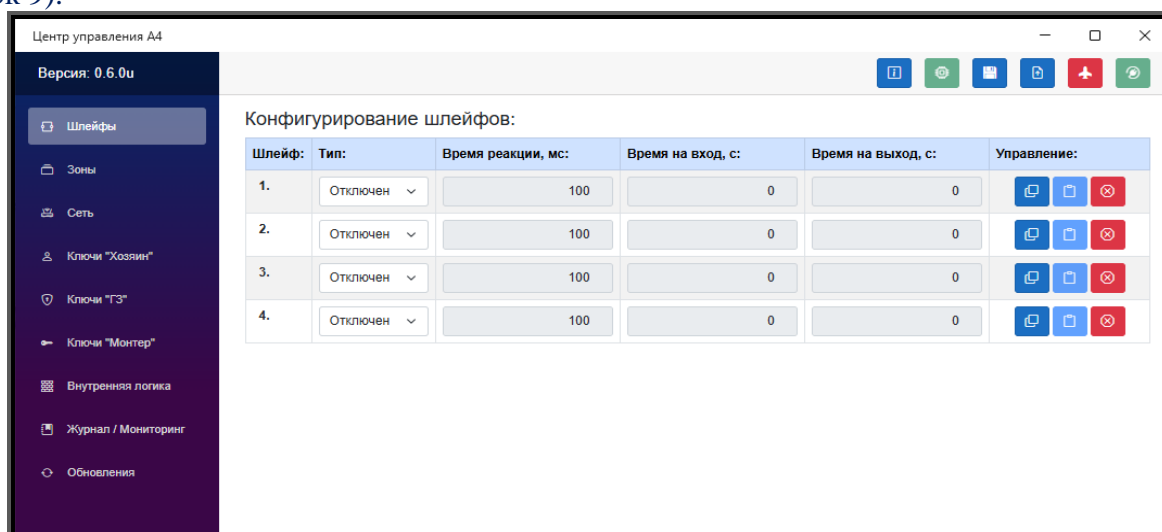 к 9).
Центр управления А4
Версия: 0.6.0u
Шлейфы
Зоны
Сеть
Ключи "Хозяин"
Ключи "ГЗ"
Ключи "Монтер"
Внутренняя логика
Журнал / Мониторинг
Обновления
Конфигурирование шлейфов:
Шлейф: Тип: Время реакции, мс: Время на вход, с: Время на выход, с: Управление:
1. Отключен 100 0 0
2. Отключен 100 0 0
3. Отключен 100 0 0
4. Отключен 100 0 0